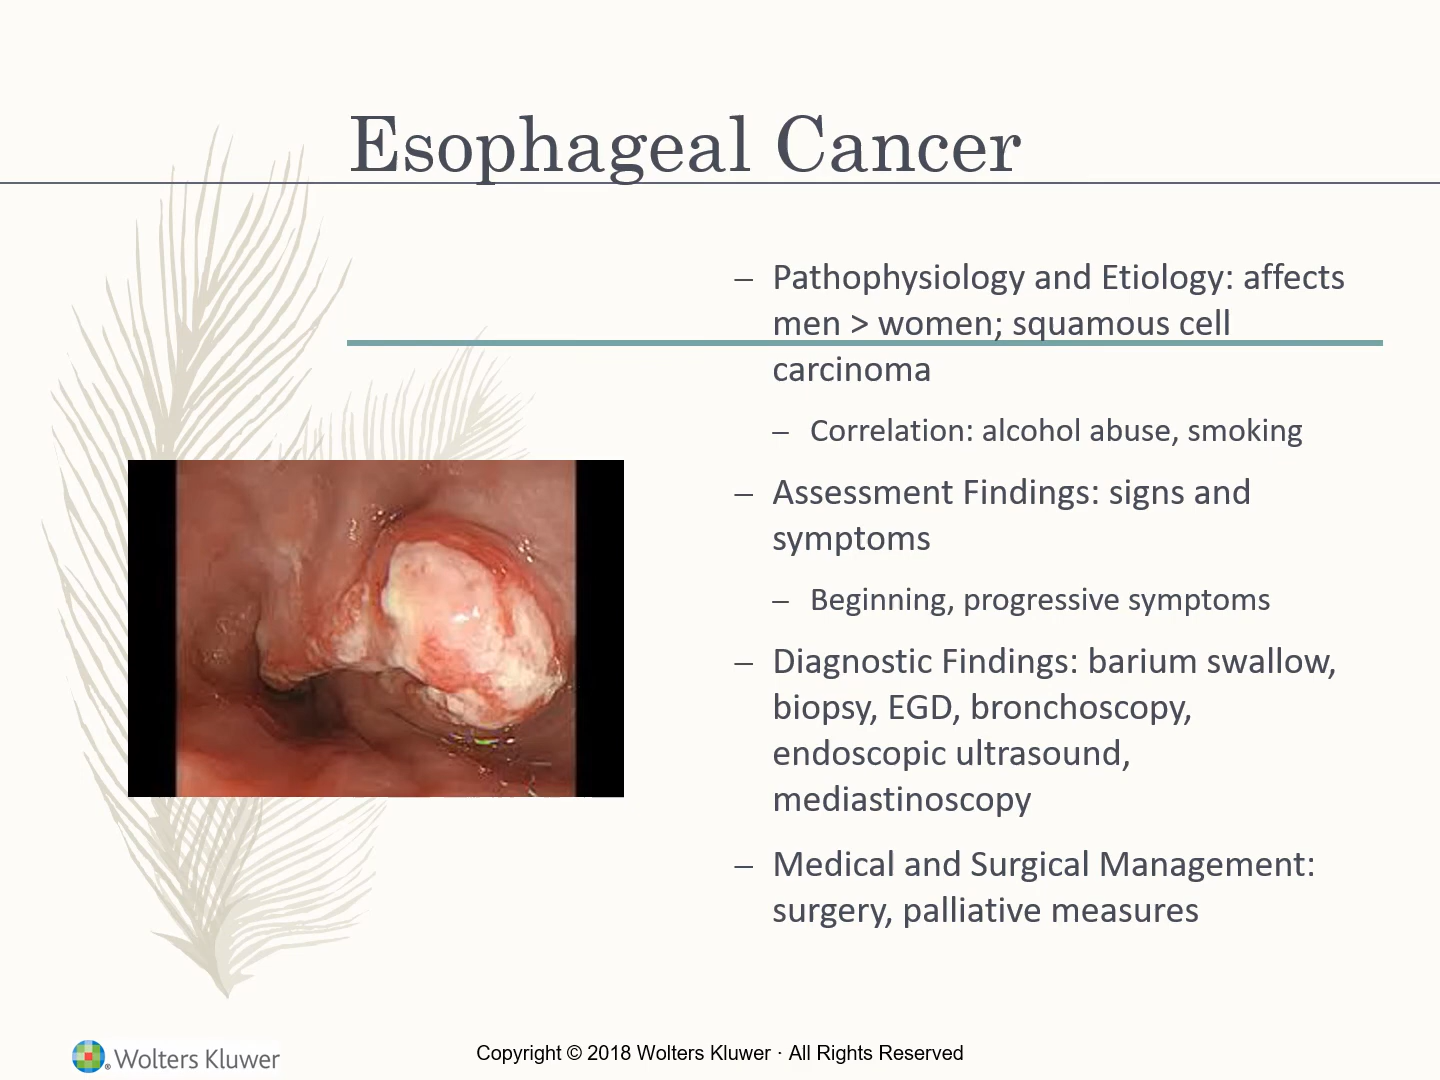 Esophageal Cancer
– Pathophysiology and Etiology: affects
men > women; squamous cell
carcinoma
– Correlation: alcohol abuse, smoking
– Assessment Findings: signs and
symptoms
– Beginning, progressive symptoms
– Diagnostic Findings: barium swallow,
biopsy, EGD, bronchoscopy,
endoscopic ultrasound,
mediastinoscopy
– Medical and Surgical Management:
surgery, palliative measures
Wolters Kluwer
Copyright © 2018 Wolters Kluwer · All Rights Reserved